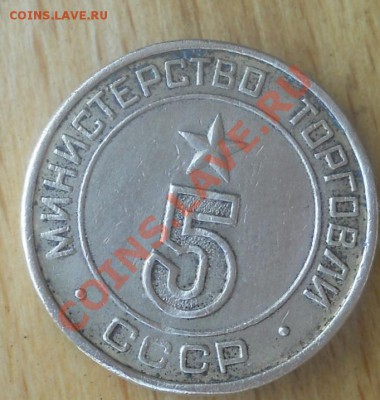 COINS.LAVE.RU
МИНИСТЕРСТВО ТОРГОВЛИ
5
СССР
COINS.LAVE.RU